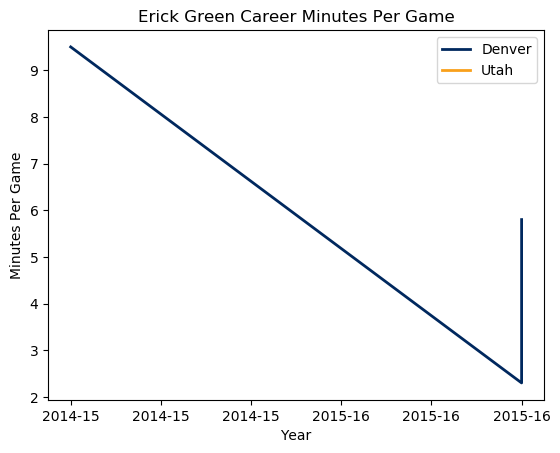 Erick Green Career Minutes Per Game
Denver
Utah
9
8
7
6
5
4
3
2
Minutes Per Game
2014-15 2014-15 2014-15 2015-16 2015-16 2015-16
Year